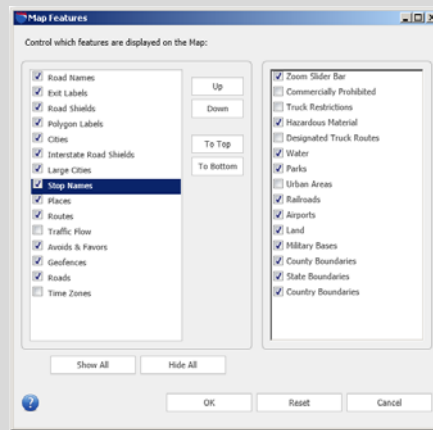 Map Features
Control which features are displayed on the Map:
Road Names
Exit Labels
Road Shields
Polygon Labels
Cities
Interstate Road Shields
Large Cities
Stop Names
Places
Routes
Traffic Flow
Avoids & Favors
Geofences
Roads
Time Zones
Up
Down
To Top
To Bottom
Zoom Slider Bar
Commercially Prohibited
Truck Restrictions
Hazardous Material
Designated Truck Routes
Water
Parks
Urban Areas
Railroads
Airports
Land
Military Bases
County Boundaries
State Boundaries
Country Boundaries
Show All
Hide All
?
OK
Reset
Cancel